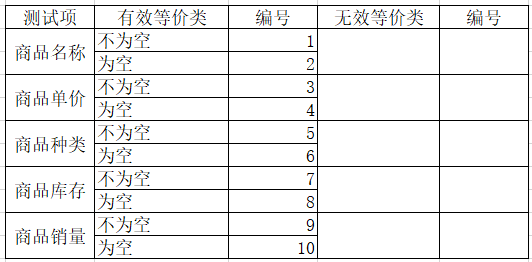 测试项 有效等价类 编号 无效等价类 编号
商品名称 不为空 1
为空 2
商品单价 不为空 3
为空 4
商品种类 不为空 5
为空 6
商品库存 不为空 7
为空 8
商品销量 不为空 9
为空 10